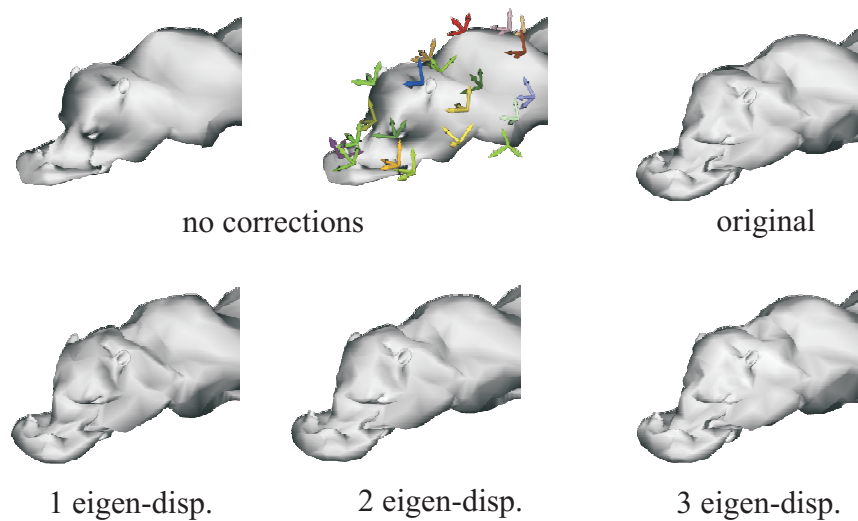 no corrections
original
1 eigen-disp.
2 eigen-disp.
3 eigen-disp.